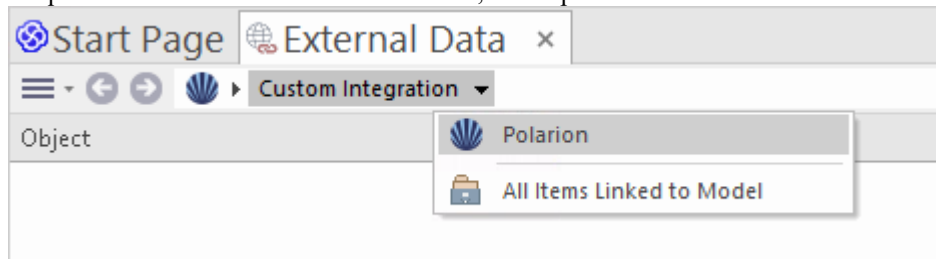 Start Page External Data ×
Custom Integration
Object
Polarion
All Items Linked to Model